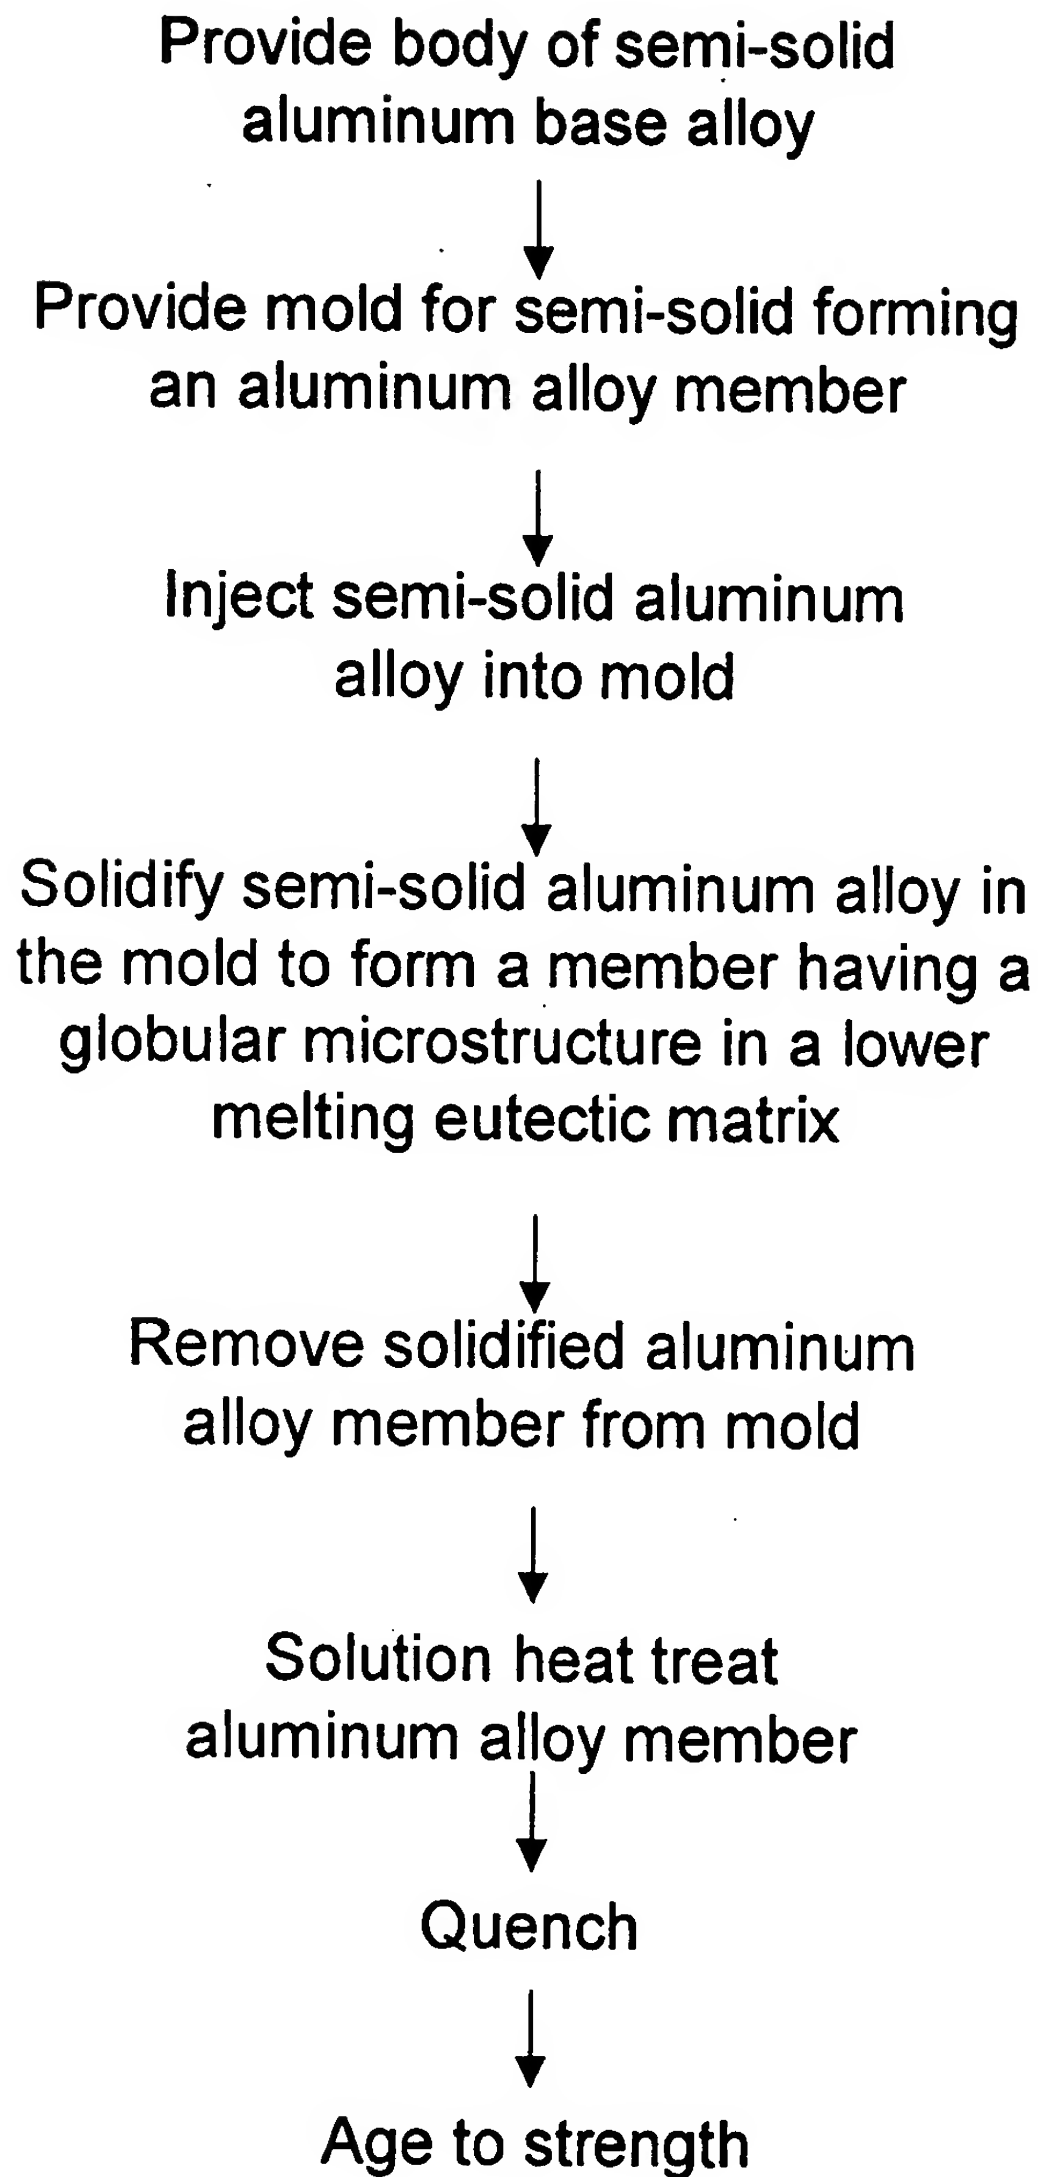 Provide body of semi-solid
aluminum base alloy
Provide mold for semi-solid forming
an aluminum alloy member
Inject semi-solid aluminum
alloy into mold
Solidify semi-solid aluminum alloy in
the mold to form a member having a
globular microstructure in a lower
melting eutectic matrix
Remove solidified aluminum
alloy member from mold
Solution heat treat
aluminum alloy member
Quench
Age to strength